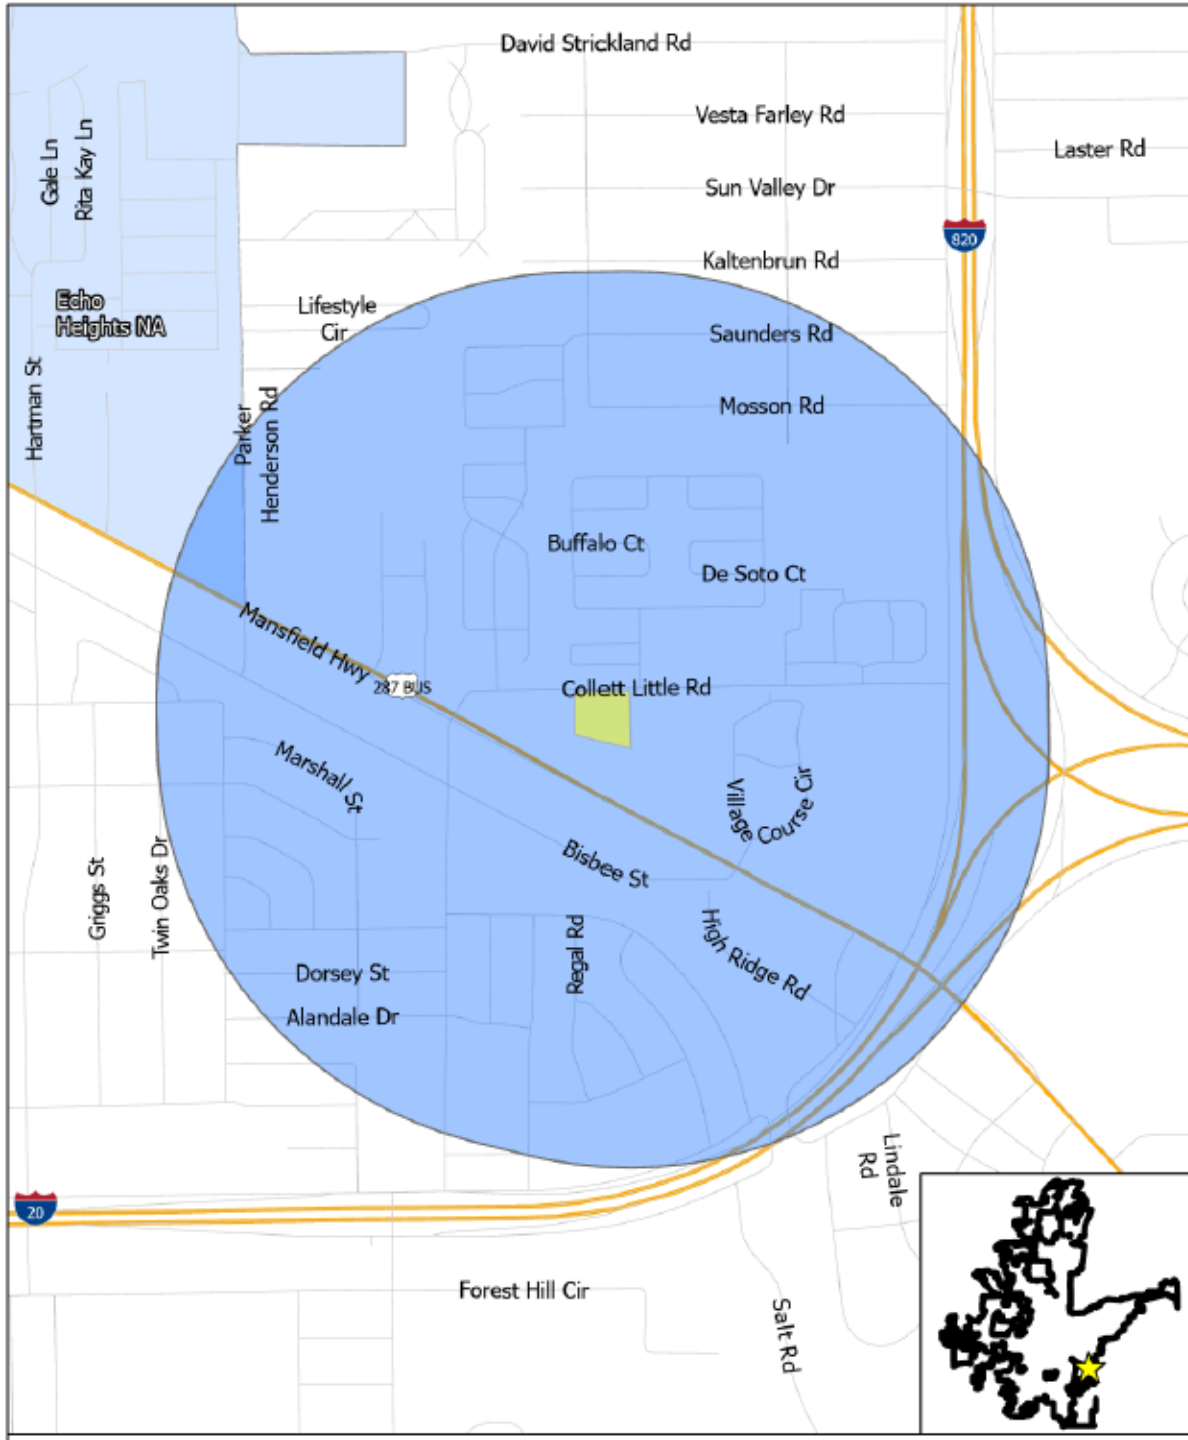 David Strickland Rd
Vesta Farley Rd
Laster Rd
Gale Ln
Rita Kay Ln
Sun Valley Dr
820
Kaltenbrun Rd
Echo
Heights NA
Lifestyle
Cir
Saunders Rd
Hartman St
Parker
Henderson Rd
Mosson Rd
Buffalo Ct
De Soto Ct
Mansfield Hwy
287 BUS
Collett Little Rd
Marshall St
Village
Course Cir
Griggs St
Twin Oaks Dr
Bisbee St
Regal Rd
High Ridge Rd
Dorsey St
Alandale Dr
Lindale
Rd
20
Forest Hill Cir
Salt Rd